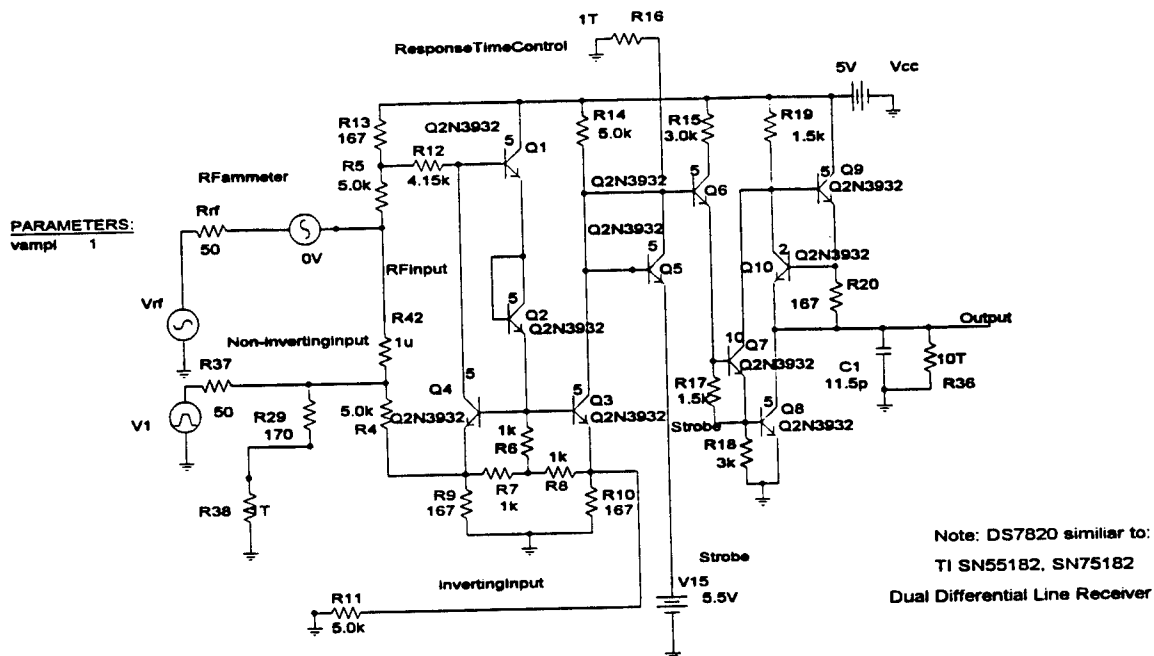 1T R16
ResponseTimeControl
5V Vcc
R13
167
Q2N3932
5
Q1
R14
5.0k
R15
3.0k
R19
1.5k
R12
4.15k
R5
5.0k
Q9
5
Q2N3932
Q2N3932
5
Q6
RFammeter
Rrf
50
0V
PARAMETERS:
vampl 1
Q2N3932
5
Q5
2
Q2N3932
Q10
R20
167
RFInput
Vrf
R42
1u
5
Q2
Q2N3932
Output
Non-InvertingInput
R37
50
V1
R29
170
5.0k
R4
5
Q4
Q2N3932
5
Q3
Q2N3932
10
Q7
Q2N3932
R17
1.5k
Strobe
C1
11.5p
10T
R36
5
Q8
Q2N3932
R18
3k
1k
R6
1k
R8
R7
1k
R9
167
R10
167
R38 1T
InvertingInput
R11
5.0k
Strobe
V15
5.5V
Note: DS7820 similiar to:
TI SN55182, SN75182
Dual Differential Line Receiver